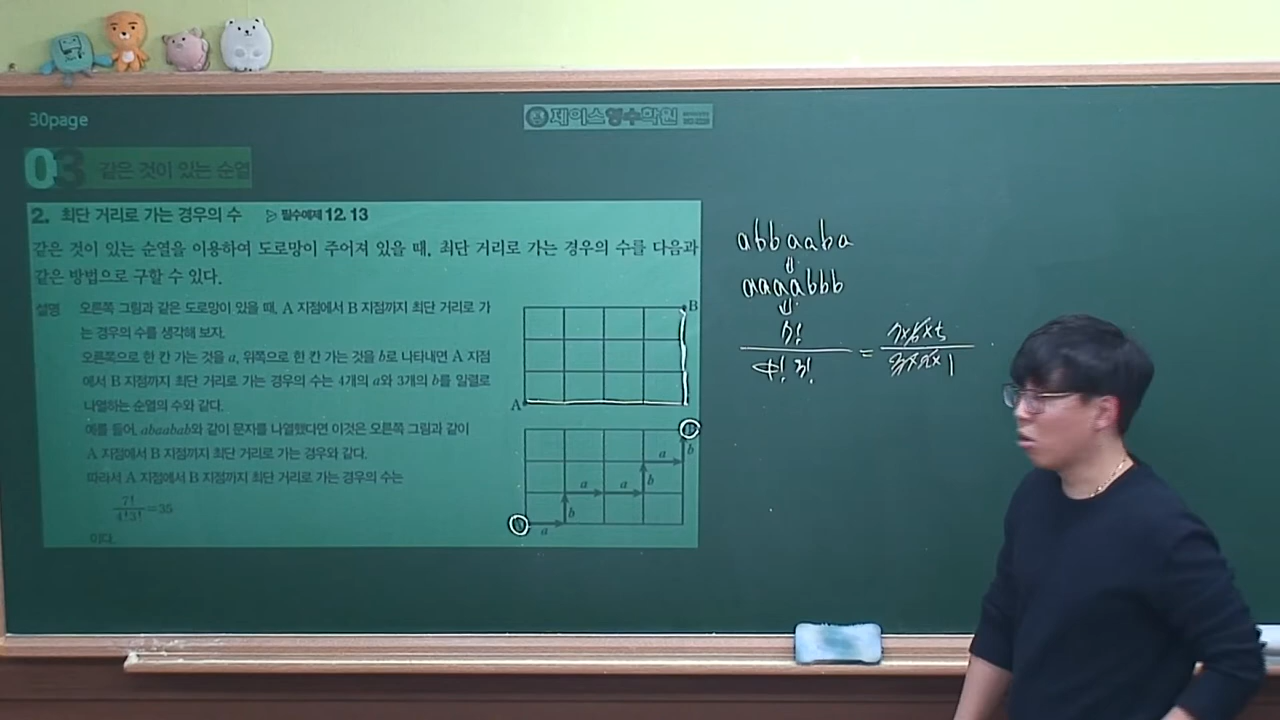 30page
제이스영수학원
03 같은 것이 있는 순열
2. 최단 거리로 가는 경우의 수 ▷ 필수예제 12, 13
같은 것이 있는 순열을 이용하여 도로망이 주어져 있을 때, 최단 거리로 가는 경우의 수를 다음과
같은 방법으로 구할 수 있다.
설명 오른쪽 그림과 같은 도로망이 있을 때, A 지점에서 B 지점까지 최단 거리로 가
는 경우의 수를 생각해 보자.
오른쪽으로 한 칸 가는 것을 a, 위쪽으로 한 칸 가는 것을 b로 나타내면 A 지점
에서 B 지점까지 최단 거리로 가는 경우의 수는 4개의 a와 3개의 b를 일렬로
나열하는 순열의 수와 같다.
예를 들어, abaabab와 같이 문자를 나열했다면 이것은 오른쪽 그림과 같이
A 지점에서 B 지점까지 최단 거리로 가는 경우와 같다.
따라서 A 지점에서 B 지점까지 최단 거리로 가는 경우의 수는
7!
4!3! =35
이다.
B
A
a b
a b
a a
b
a
abbaaba
⇓
aaaabbb
⇓
7!
4! 3!
= 7×6×5
3×2×1